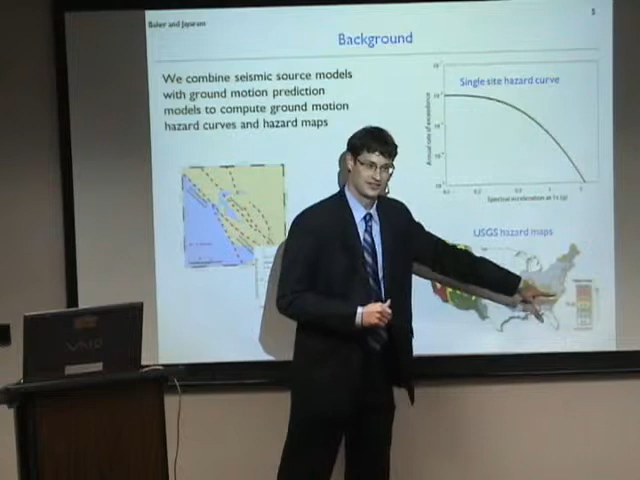 Baker and Jayaram
5
Background
We combine seismic source models
with ground motion prediction
models to compute ground motion
hazard curves and hazard maps
Single site hazard curve
Annual rate of exceedance
Spectral acceleration at 1s (g)
USGS hazard maps
VAIO